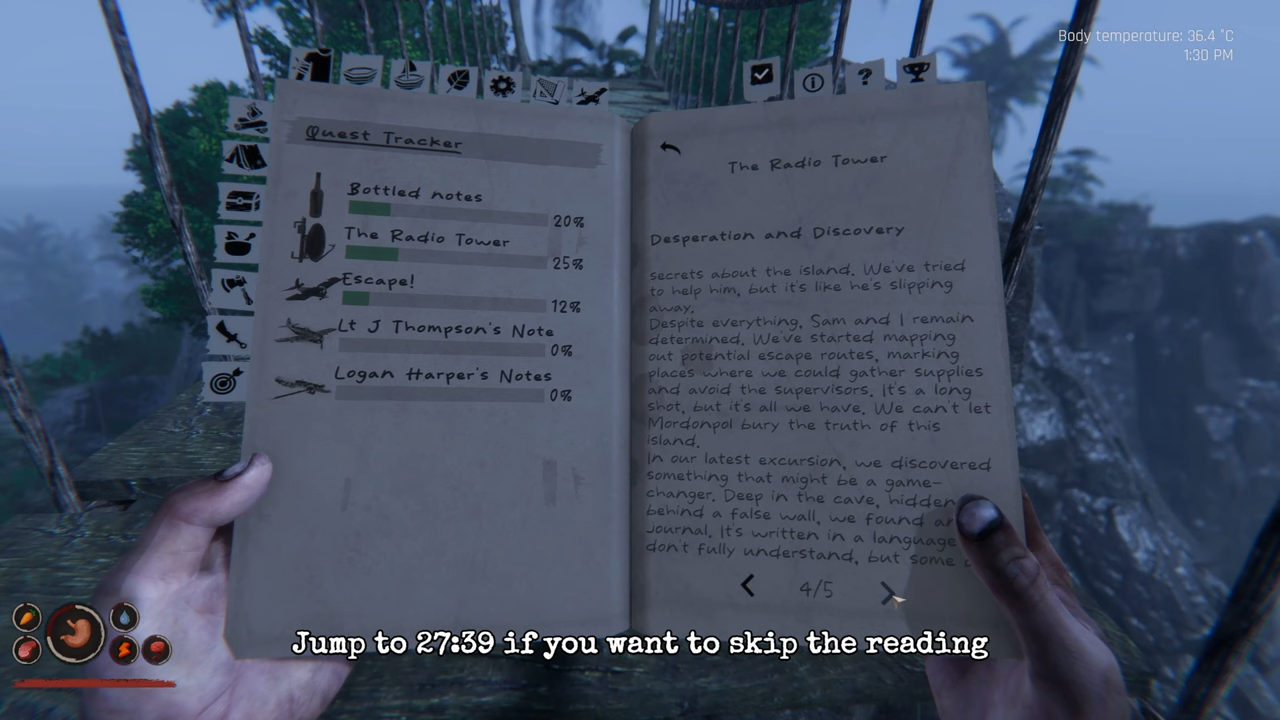 Body temperature: 36.4 °C
1:30 PM
Quest Tracker
Bottled notes
20%
The Radio Tower
25%
Escape!
12%
Lt J Thompson's Note
0%
Logan Harper's Notes
0%
The Radio Tower
Desperation and Discovery
secrets about the island. We've tried
to help him, but it's like he's slipping
away.
Despite everything, Sam and I remain
determined. We've started mapping
out potential escape routes, marking
places where we could gather supplies
and avoid the supervisors. It's a long
shot, but it's all we have. We can't let
Mordonpol bury the truth of this
island.
In our latest excursion, we discovered
something that might be a game-
changer. Deep in the cave, hidden
behind a false wall, we found
journal. It's written in a language
don't fully understand, but some
4/5
Jump to 27:39 if you want to skip the reading